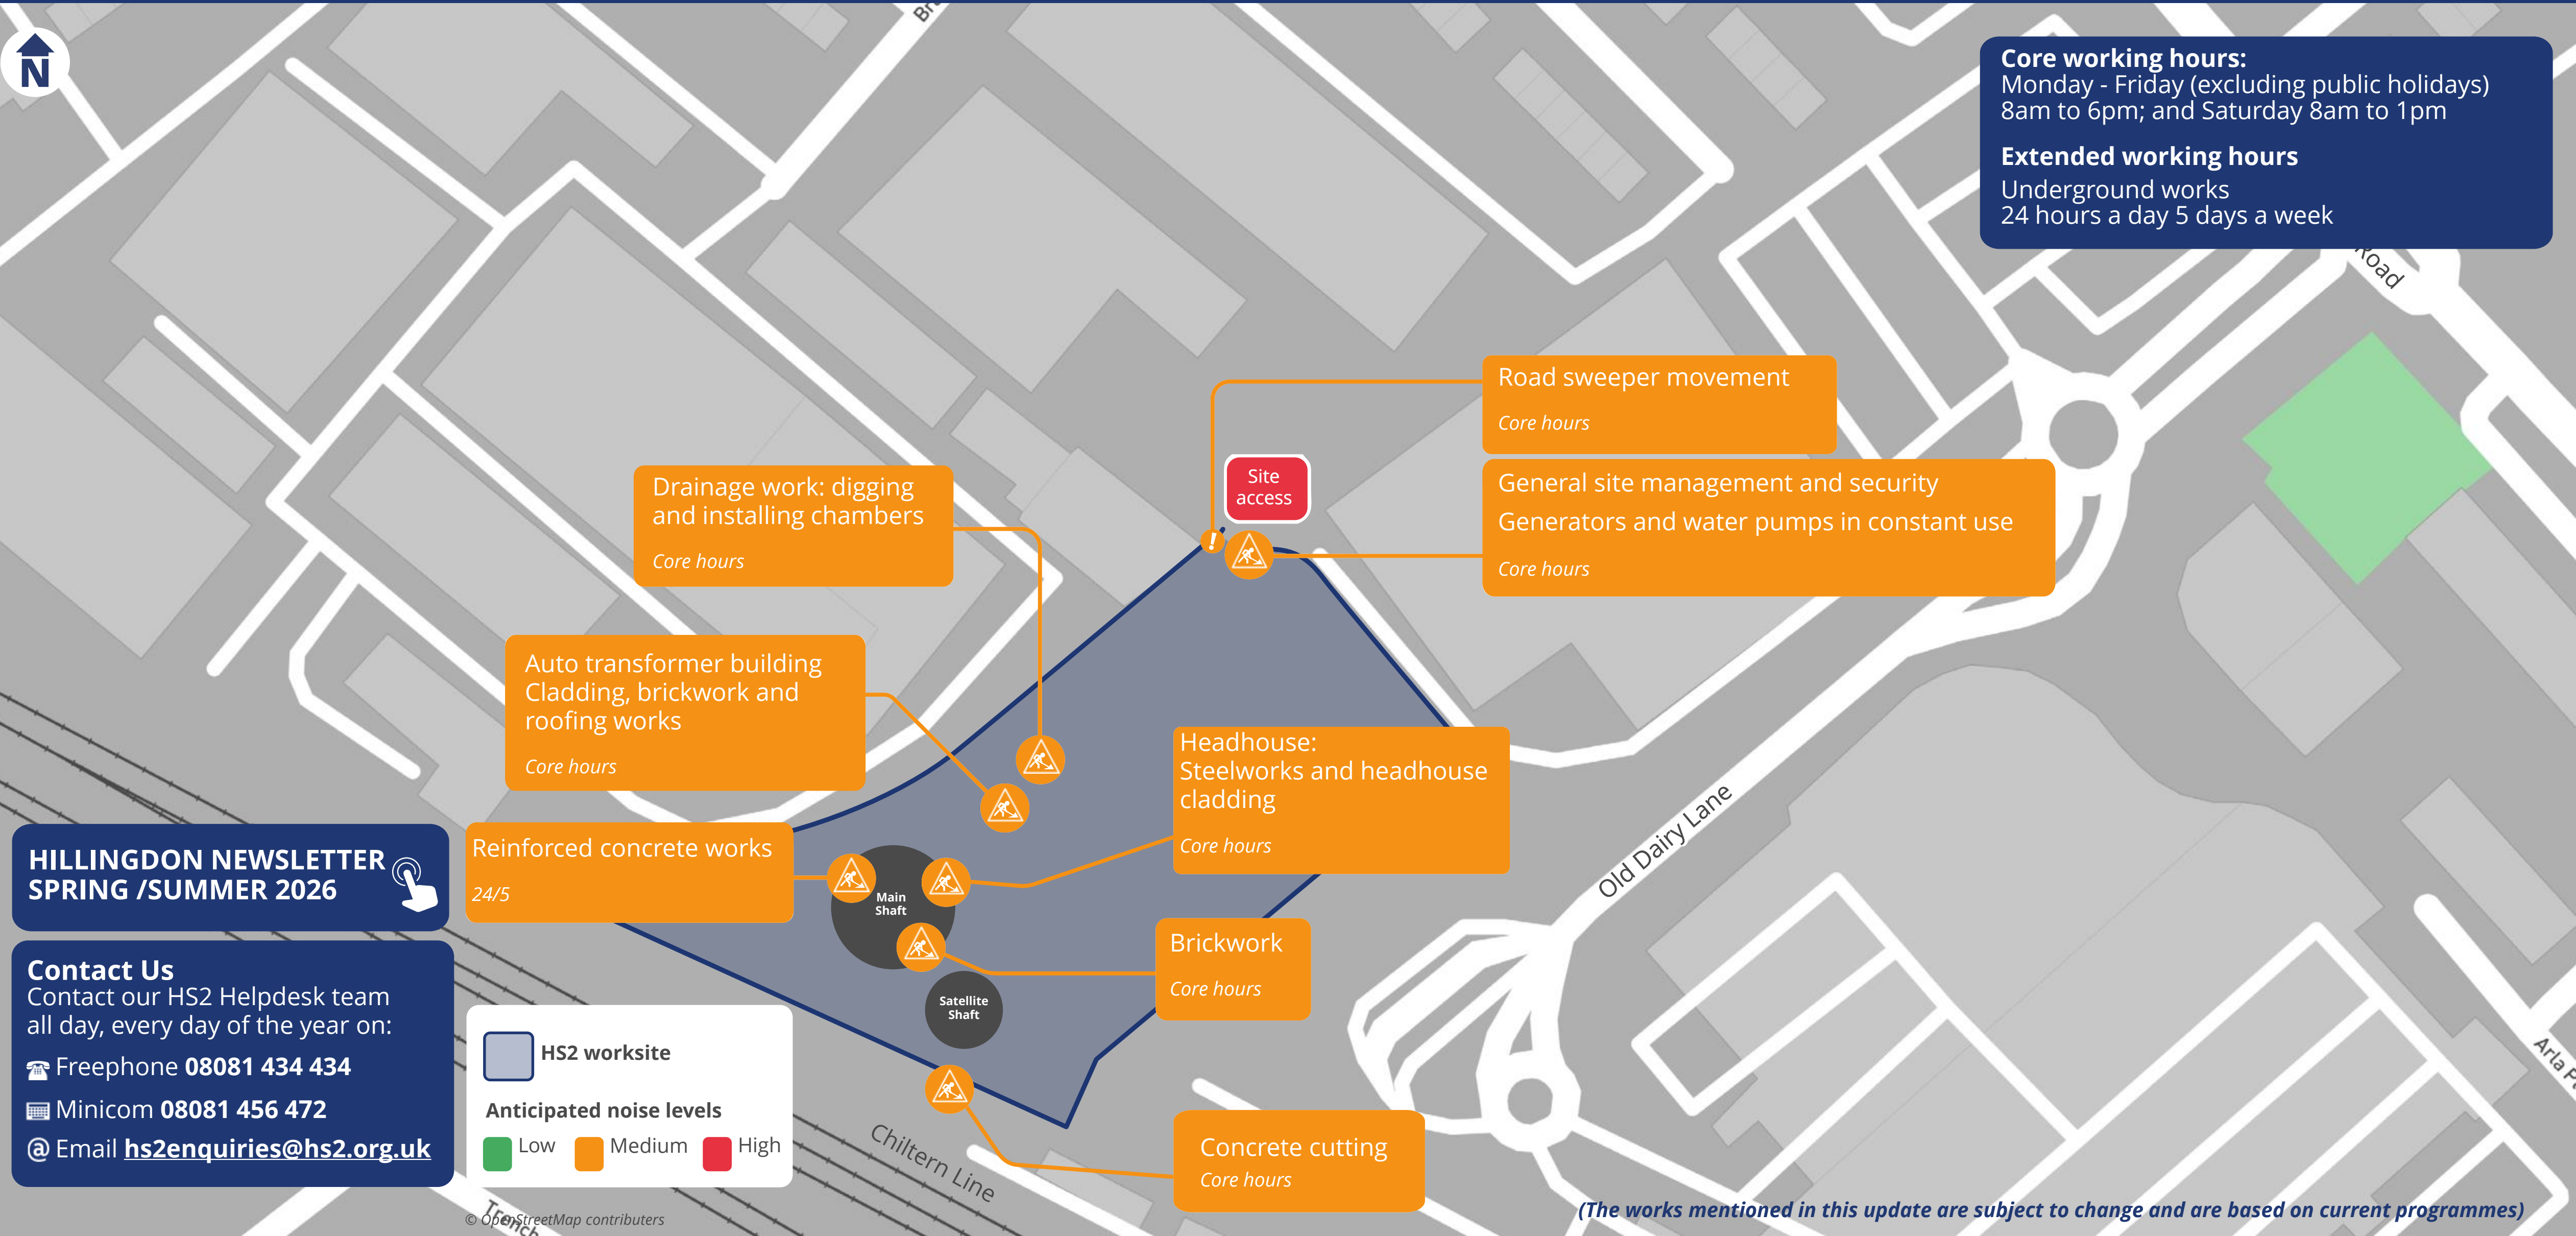 N
Core working hours:
Monday - Friday (excluding public holidays)
8am to 6pm; and Saturday 8am to 1pm
Extended working hours
Underground works
24 hours a day 5 days a week
Road
Road sweeper movement
Core hours
Site
access
General site management and security
Generators and water pumps in constant use
Core hours
!
Drainage work: digging
and installing chambers
Core hours
Auto transformer building
Cladding, brickwork and
roofing works
Core hours
Headhouse:
Steelworks and headhouse
cladding
Core hours
Old Dairy Lane
Reinforced concrete works
24/5
Main
Shaft
Brickwork
Core hours
Satellite
Shaft
Concrete cutting
Core hours
Chiltern Line
HILLINGDON NEWSLETTER
SPRING /SUMMER 2026
Contact Us
Contact our HS2 Helpdesk team
all day, every day of the year on:
Freephone 08081 434 434
Minicom 08081 456 472
@ Email hs2enquiries@hs2.org.uk
HS2 worksite
Anticipated noise levels
Low Medium High
© OpenStreetMap contributers
Arla
(The works mentioned in this update are subject to change and are based on current programmes)